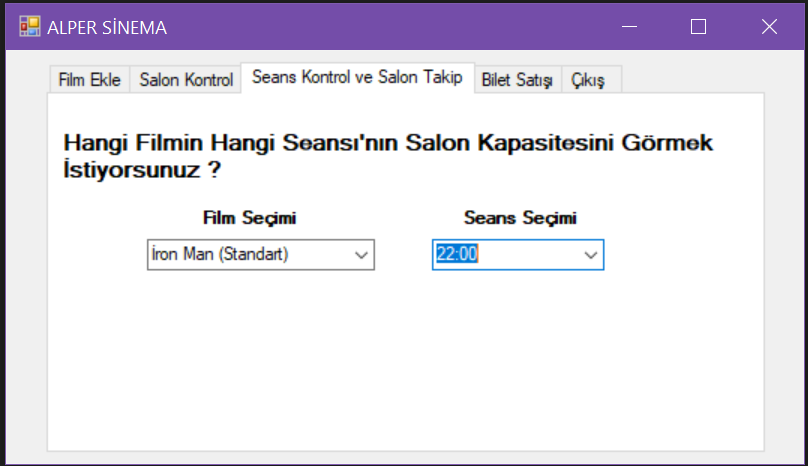 ALPER SİNEMA
Film Ekle Salon Kontrol Seans Kontrol ve Salon Takip Bilet Satışı Çıkış
Hangi Filmin Hangi Seansı'nın Salon Kapasitesini Görmek
İstiyorsunuz ?
Film Seçimi Seans Seçimi
İron Man (Standart) 22:00